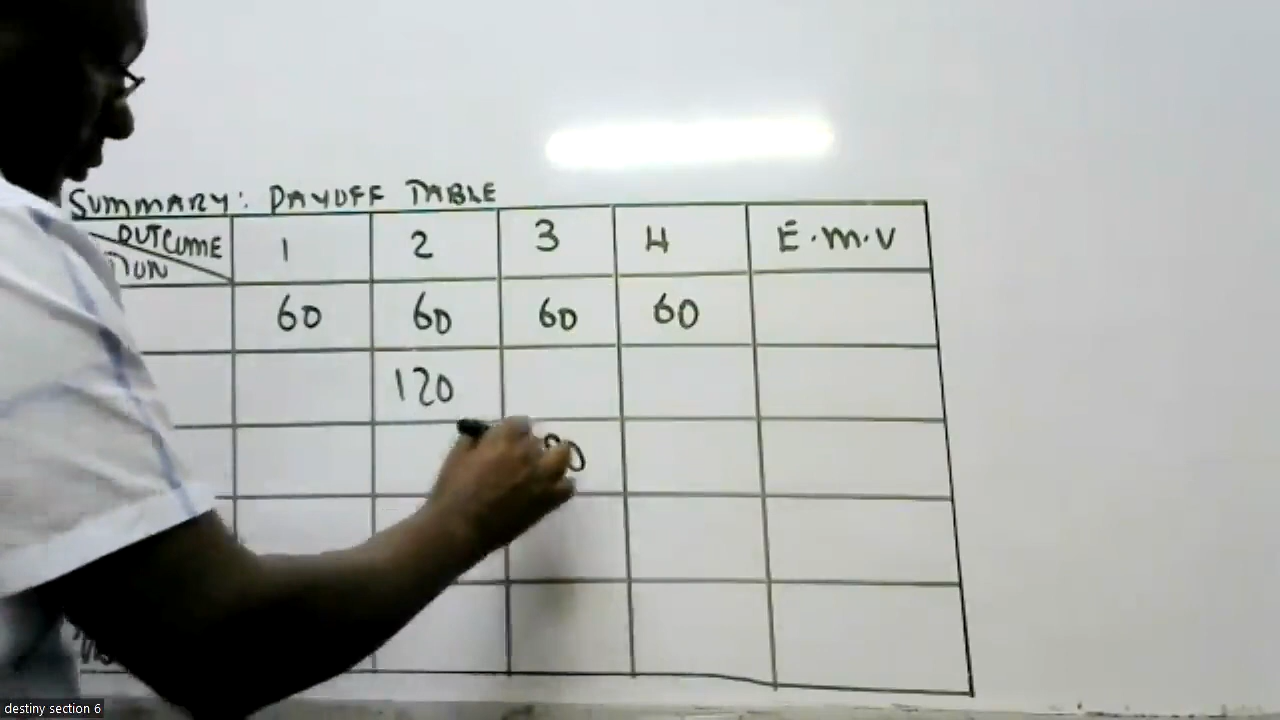 SUMMARY: PAYOFF TABLE
OUTCOME 1 2 3 4 E.M.V
60 60 60 60
120
destiny section 6